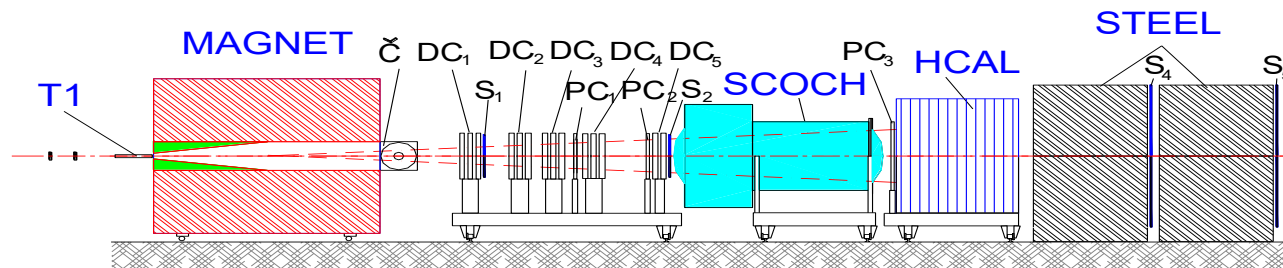 T1
MAGNET
Č
DC₁
S₁
DC₂
DC₃
PC₁
DC₄
PC₂
DC₅
S₂
SCOCH
PC₃
HCAL
STEEL
S₄